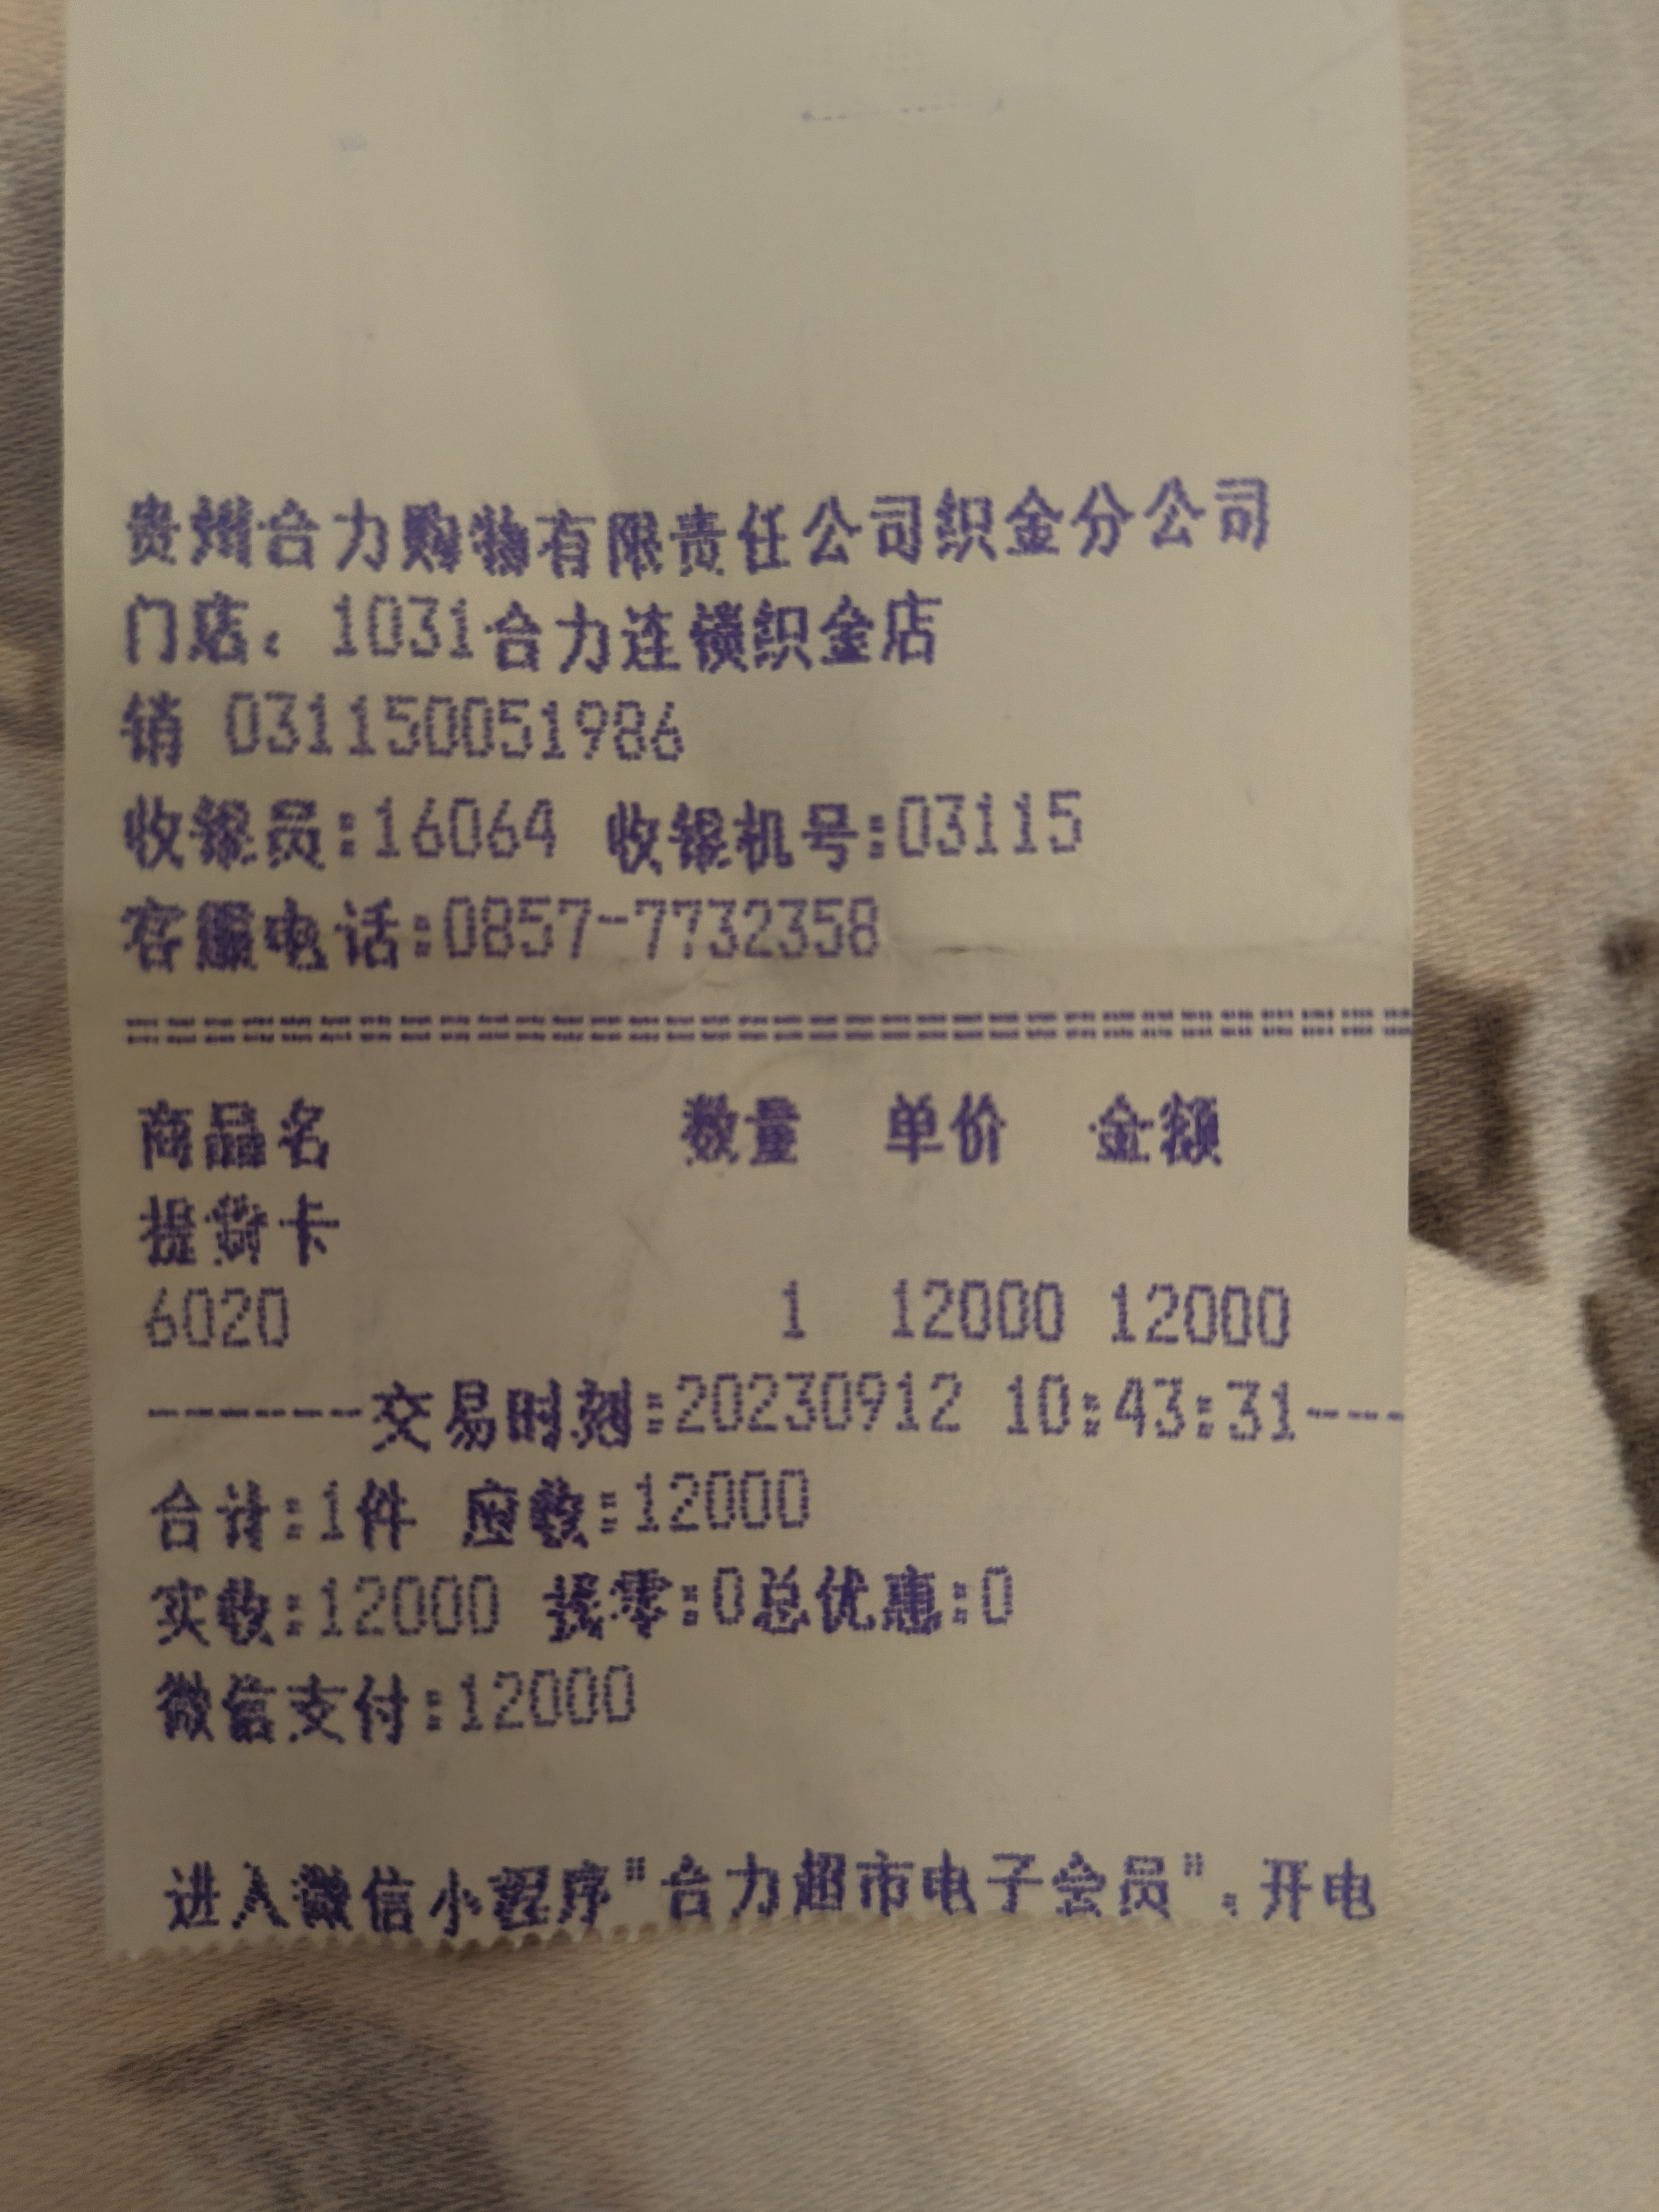 贵州合力购物有限责任公司织金分公司
门店：1031合力连锁织金店
销 031150051986
收银员:16064 收银机号:03115
客服电话:0857-7732358
================================
商品名 数量 单价 金额
提货卡
6020 1 12000 12000
------交易时刻:20230912 10:43:31---
合计:1件 应收:12000
实收:12000 找零:0总优惠:0
微信支付:12000
进入微信小程序"合力超市电子会员"，开电